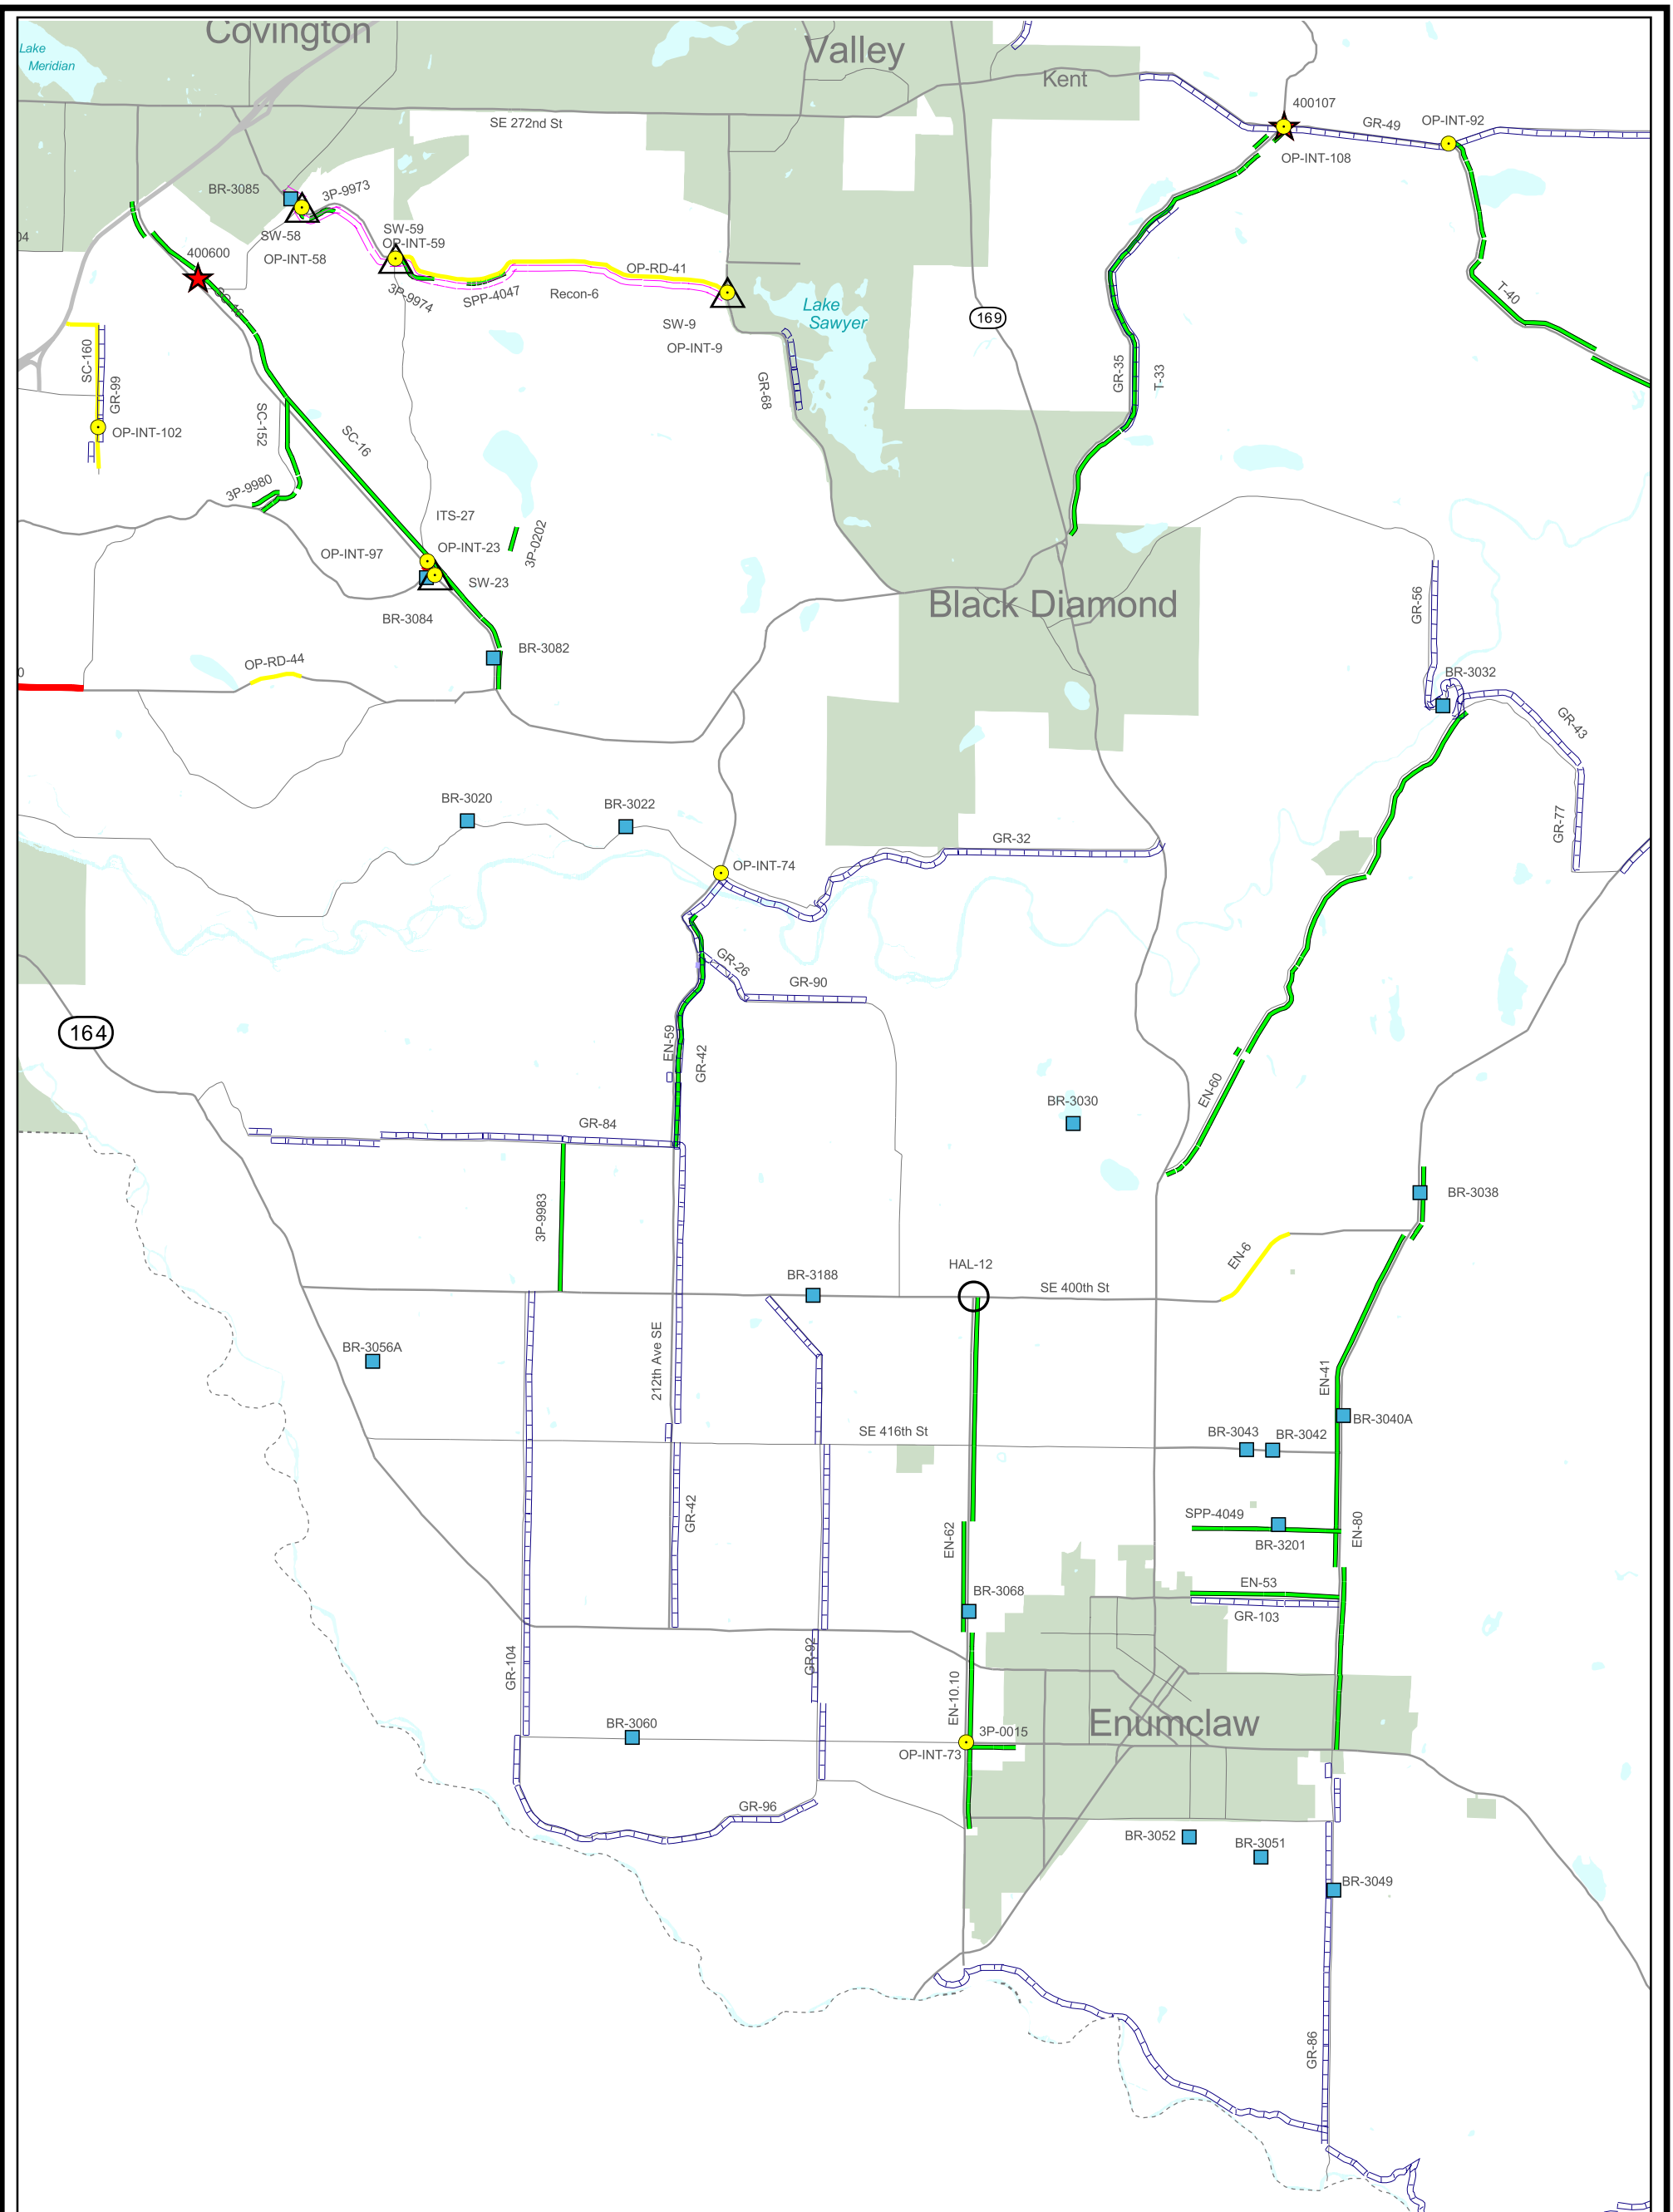 Covington
Valley
Lake
Meridian
Kent
400107
SE 272nd St
GR-49
OP-INT-92
OP-INT-108
BR-3085
3P-9973
SW-58
SW-59
OP-INT-59
OP-INT-58
04
400600
OP-RD-41
3P-9974
SPP-4047
Recon-6
T-40
SC-16
Lake
Sawyer
169
SW-9
OP-INT-9
SC-160
GR-99
GR-68
GR-35
T-33
OP-INT-102
SC-152
SC-16
3P-9980
ITS-27
3P-0202
OP-INT-97
OP-INT-23
SW-23
BR-3084
Black Diamond
GR-56
BR-3082
OP-RD-44
0
BR-3032
GR-43
BR-3020
BR-3022
GR-32
GR-77
OP-INT-74
GR-26
GR-90
164
EN-59
GR-42
EN-60
BR-3030
GR-84
BR-3038
3P-9983
EN-6
HAL-12
BR-3188
SE 400th St
BR-3056A
212th Ave SE
EN-41
BR-3040A
SE 416th St
BR-3043
BR-3042
GR-42
SPP-4049
EN-62
EN-80
BR-3201
EN-53
BR-3068
GR-103
GR-104
GR-92
EN-10.10
Enumclaw
BR-3060
3P-0015
OP-INT-73
GR-96
BR-3052
BR-3051
BR-3049
GR-86